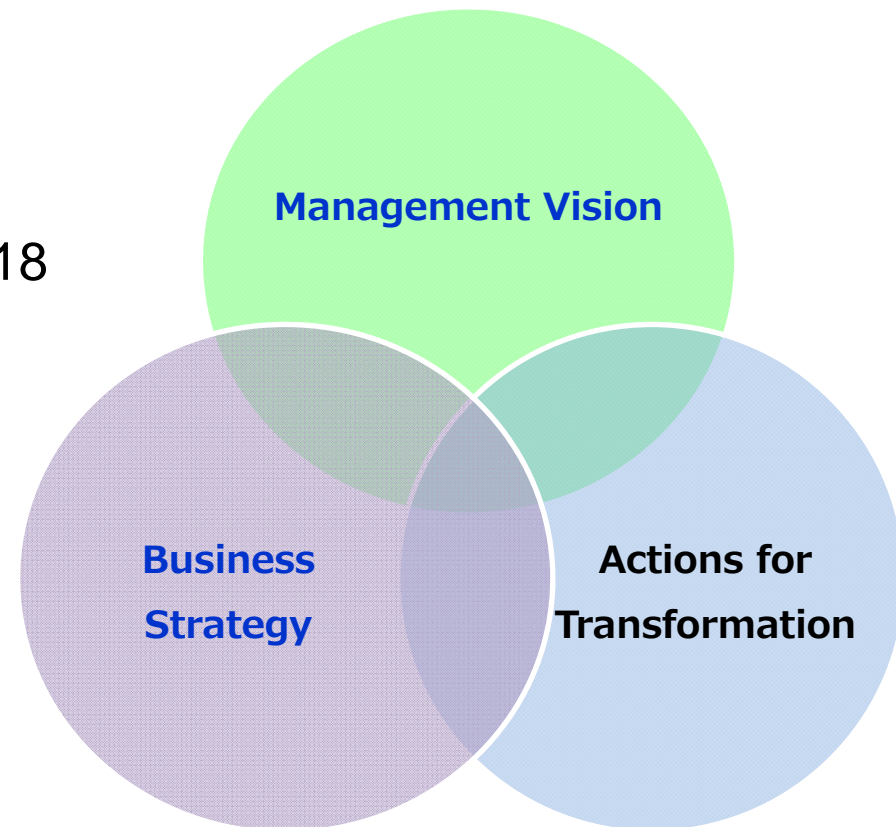 Management Vision
18
Business
Strategy
Actions for
Transformation